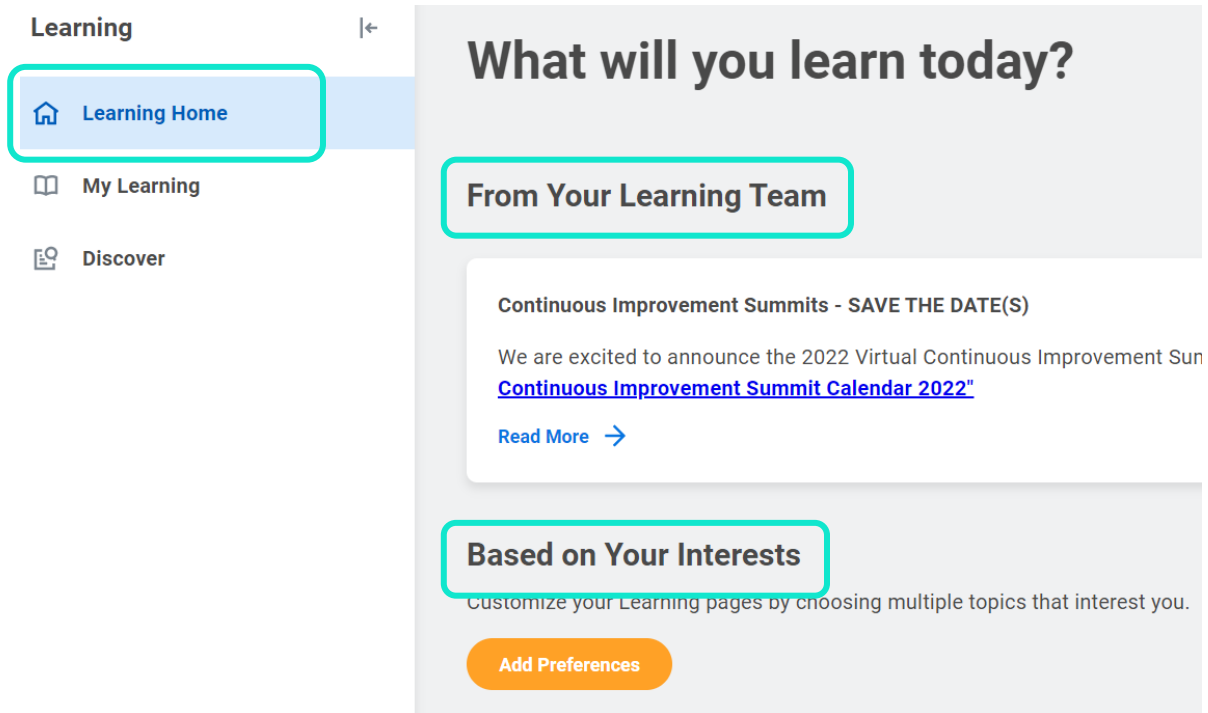 Learning
Learning Home
My Learning
Discover
What will you learn today?
From Your Learning Team
Continuous Improvement Summits - SAVE THE DATE(S)
We are excited to announce the 2022 Virtual Continuous Improvement
Continuous Improvement Summit Calendar 2022"
Read More
Based on Your Interests
Customize your Learning pages by choosing multiple topics that interest you.
Add Preferences